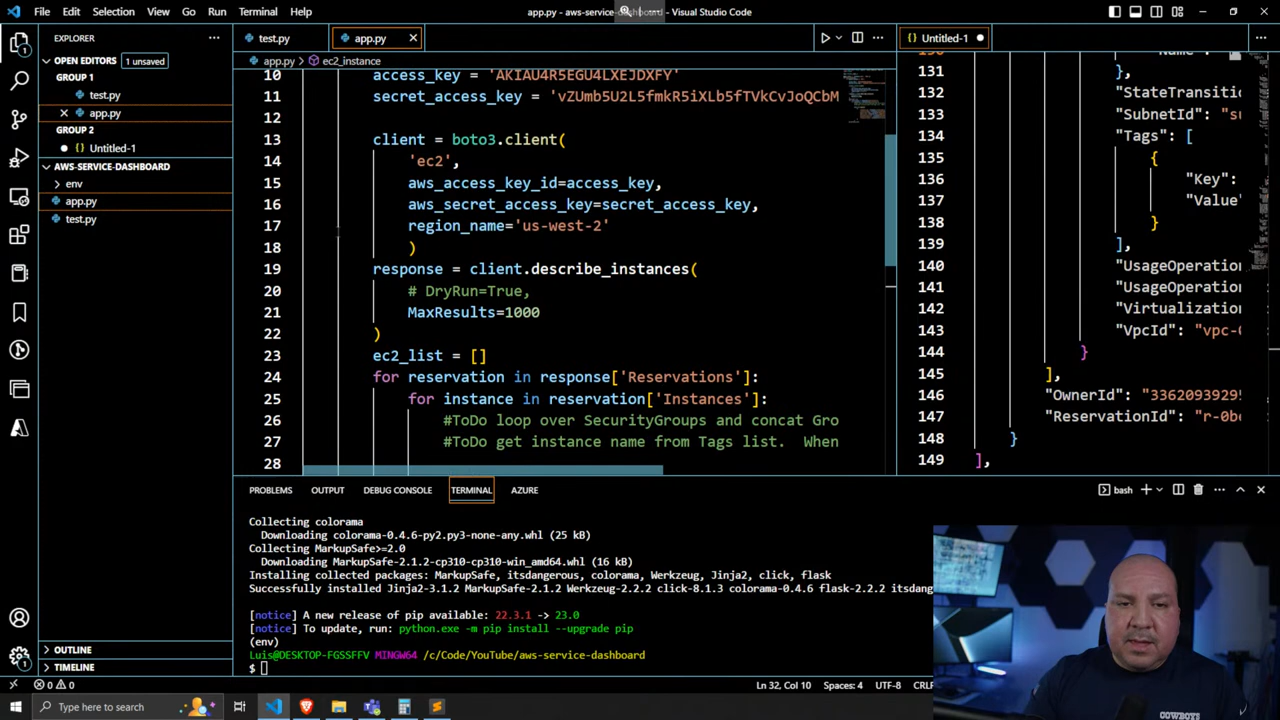 File Edit Selection View Go Run Terminal Help
app.py - aws-service-dashboard - Visual Studio Code
EXPLORER
OPEN EDITORS 1 unsaved
GROUP 1
test.py
app.py
GROUP 2
Untitled-1
AWS-SERVICE-DASHBOARD
env
app.py
test.py
OUTLINE
TIMELINE
test.py app.py
app.py > ec2_instance
10 access_key = 'AKIAU4R5EGU4LXEJDXFY'
11 secret_access_key = 'vZUmb5U2L5fmkR5iXLb5fTVkCvJoQCbM
12
13 client = boto3.client(
14 'ec2',
15 aws_access_key_id=access_key,
16 aws_secret_access_key=secret_access_key,
17 region_name='us-west-2'
18 )
19 response = client.describe_instances(
20 # DryRun=True,
21 MaxResults=1000
22 )
23 ec2_list = []
24 for reservation in response['Reservations']:
25 for instance in reservation['Instances']:
26 #ToDo loop over SecurityGroups and concat Gro
27 #ToDo get instance name from Tags list. When
28
Untitled-1
130 "Name":
131 },
132 "StateTransitio
133 "SubnetId": "su
134 "Tags": [
135 {
136 "Key":
137 "Value"
138 }
139 ],
140 "UsageOperation
141 "UsageOperation
142 "Virtualization
143 "VpcId": "vpc-0
144 }
145 ],
146 "OwnerId": "3362093929
147 "ReservationId": "r-0b
148 }
149 ],
PROBLEMS OUTPUT DEBUG CONSOLE TERMINAL AZURE
bash
Collecting colorama
Downloading colorama-0.4.6-py2.py3-none-any.whl (25 kB)
Collecting MarkupSafe>=2.0
Downloading MarkupSafe-2.1.2-cp310-cp310-win_amd64.whl (16 kB)
Installing collected packages: MarkupSafe, itsdangerous, colorama, Werkzeug, Jinja2, click, flask
Successfully installed Jinja2-3.1.2 MarkupSafe-2.1.2 Werkzeug-2.2.2 click-8.1.3 colorama-0.4.6 flask-2.2.2 itsdang
[notice] A new release of pip available: 22.3.1 -> 23.0
[notice] To update, run: python.exe -m pip install --upgrade pip
(env)
Luis@DESKTOP-FGSSFFV MINGW64 /c/Code/YouTube/aws-service-dashboard
$
COWBOYS
0 0 Ln 32, Col 10 Spaces: 4 UTF-8 CRLF
Type here to search